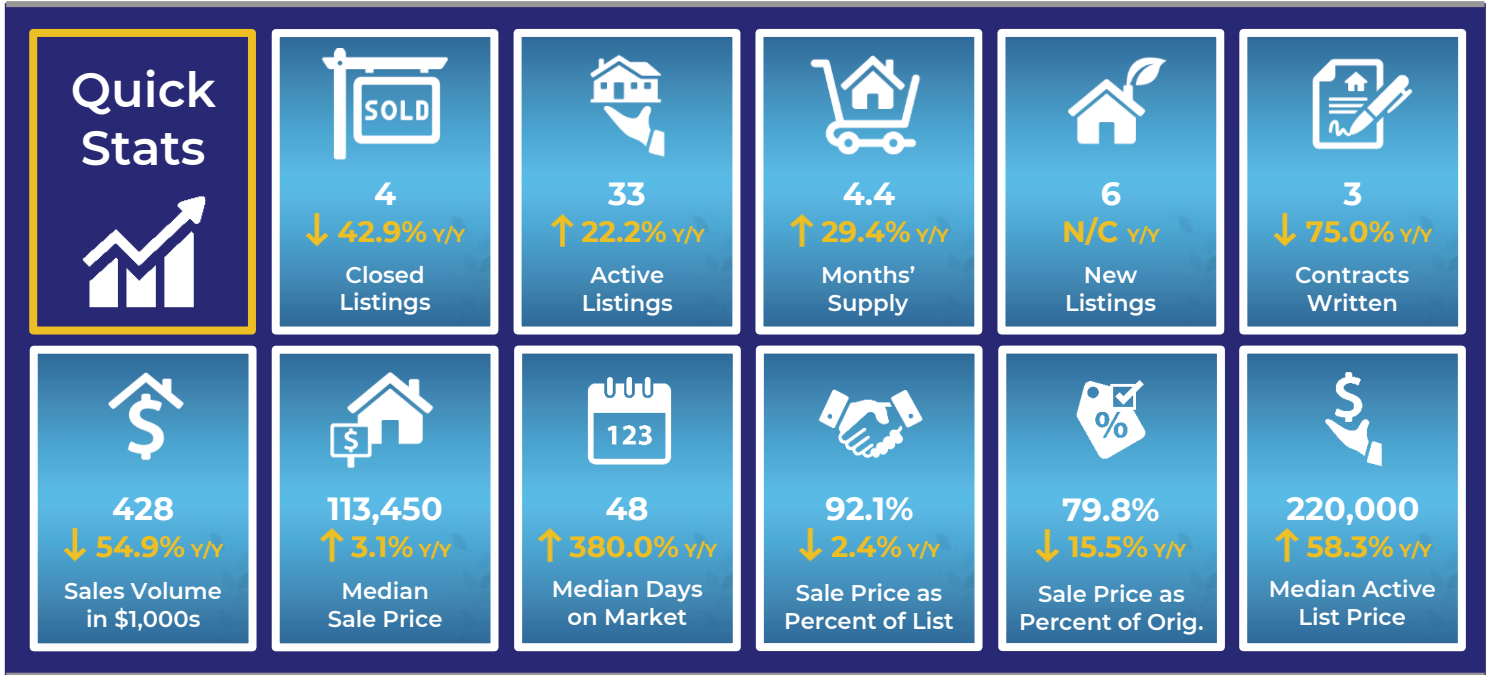 Quick
Stats
SOLD
4
↓ 42.9% Y/Y
Closed
Listings
33
↑ 22.2% Y/Y
Active
Listings
4.4
↑ 29.4% Y/Y
Months’
Supply
6
N/C Y/Y
New
Listings
3
↓ 75.0% Y/Y
Contracts
Written
$
428
↓ 54.9% Y/Y
Sales Volume
in $1,000s
$
113,450
↑ 3.1% Y/Y
Median
Sale Price
123
48
↑ 380.0% Y/Y
Median Days
on Market
92.1%
↓ 2.4% Y/Y
Sale Price as
Percent of List
%
79.8%
↓ 15.5% Y/Y
Sale Price as
Percent of Orig.
$
220,000
↑ 58.3% Y/Y
Median Active
List Price